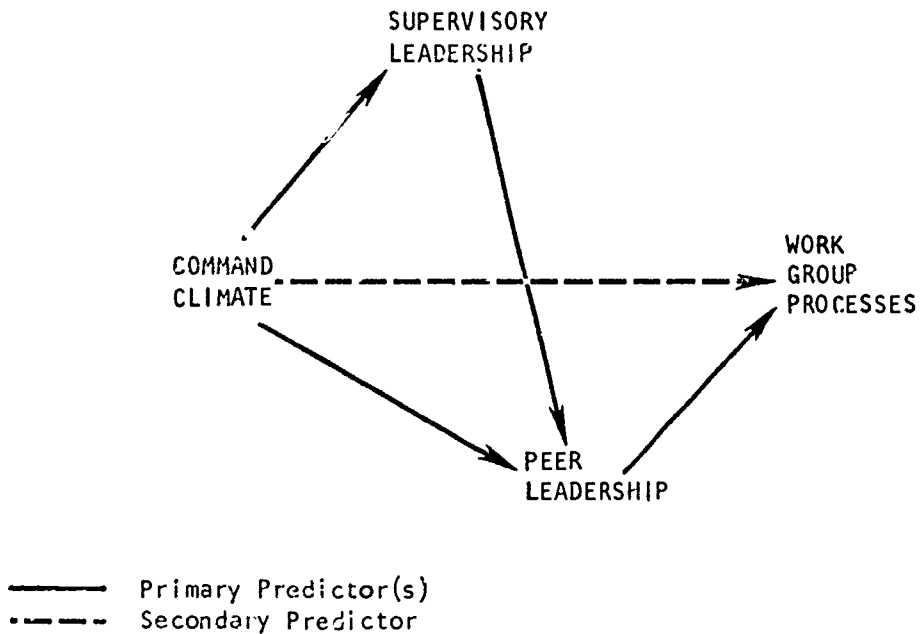 SUPERVISORY
LEADERSHIP
COMMAND
CLIMATE
WORK
GROUP
PROCESSES
PEER
LEADERSHIP
Primary Predictor(s)
Secondary Predictor